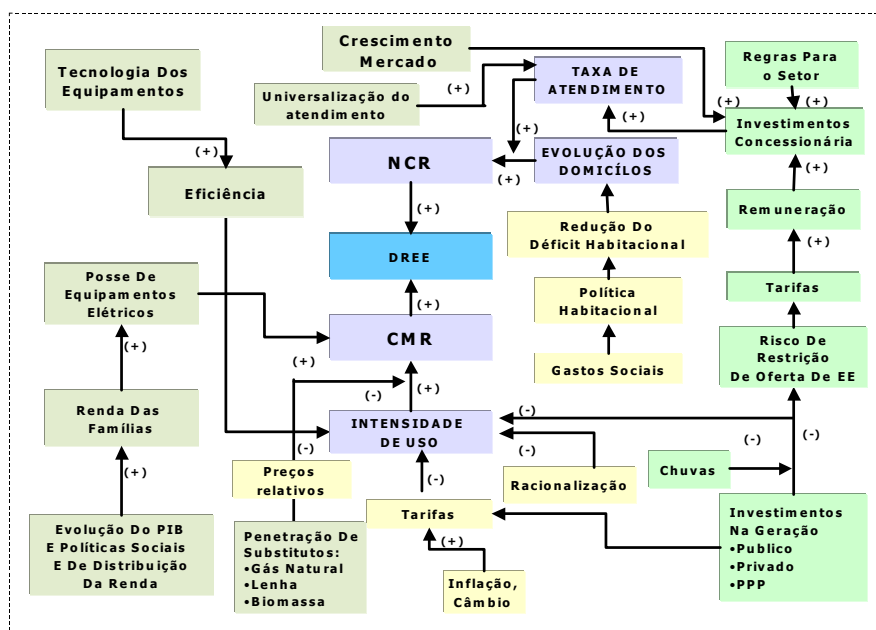 Crescimento
Mercado
Tecnologia Dos
Equipamentos
Universalização do
atendimento
(+)
TAXA DE
ATENDIMENTO
Regras Para
o Setor
(+)
(+)
(+)
Investimentos
Concessionária
(+)
(+)
NCR
(+)
EVOLUÇÃO DOS
DOMICÍLOS
(+)
Eficiência
(+)
Remuneração
Redução Do
Déficit Habitacional
(+)
DREE
Posse De
Equipamentos
Elétricos
(+)
Política
Habitacional
Tarifas
CMR
(+)
Risco De
Restrição
De Oferta De EE
(+)
Gastos Sociais
(-)
(+)
Renda Das
Famílias
INTENSIDADE
DE USO
(-)
(-)
(-)
(-)
(-)
(+)
Preços
relativos
(-)
Racionalização
Chuvas
Tarifas
Evolução Do PIB
E Políticas Sociais
E De Distribuição
Da Renda
Penetração De
Substitutos:
•Gás Natural
•Lenha
•Biomassa
(+)
Inflação,
Câmbio
Investimentos
Na Geração
•Publico
•Privado
•PPP